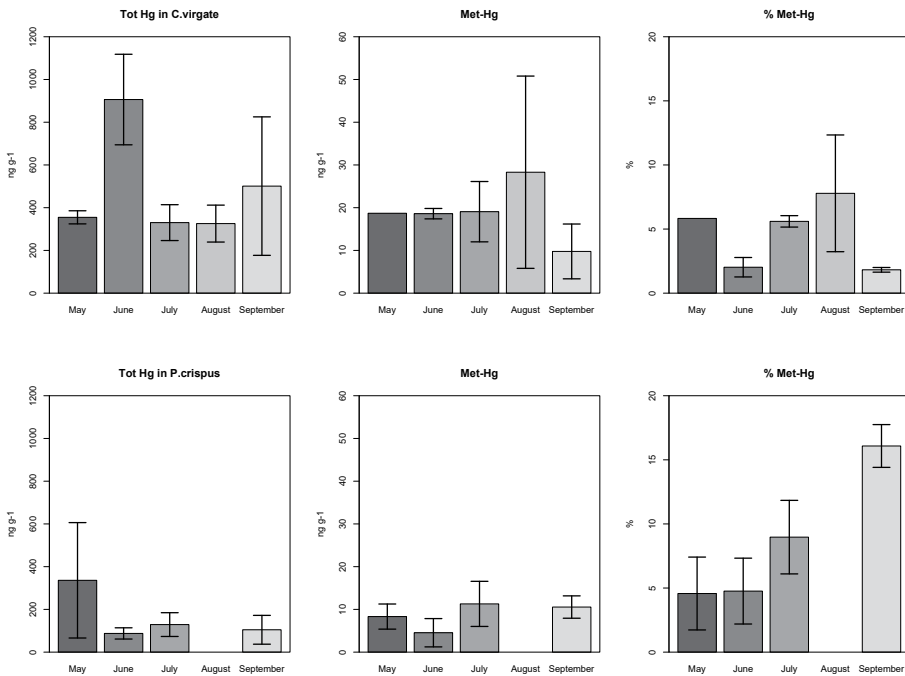 Tot Hg in C.virgate
Met-Hg
% Met-Hg
ng g-1
0 200 400 600 800 1000 1200
May June July August September
ng g-1
0 10 20 30 40 50 60
May June July August September
%
0 5 10 15 20
May June July August September
Tot Hg in P.crispus
Met-Hg
% Met-Hg
ng g-1
0 200 400 600 800 1000 1200
May June July August September
ng g-1
0 10 20 30 40 50 60
May June July August September
%
0 5 10 15 20
May June July August September